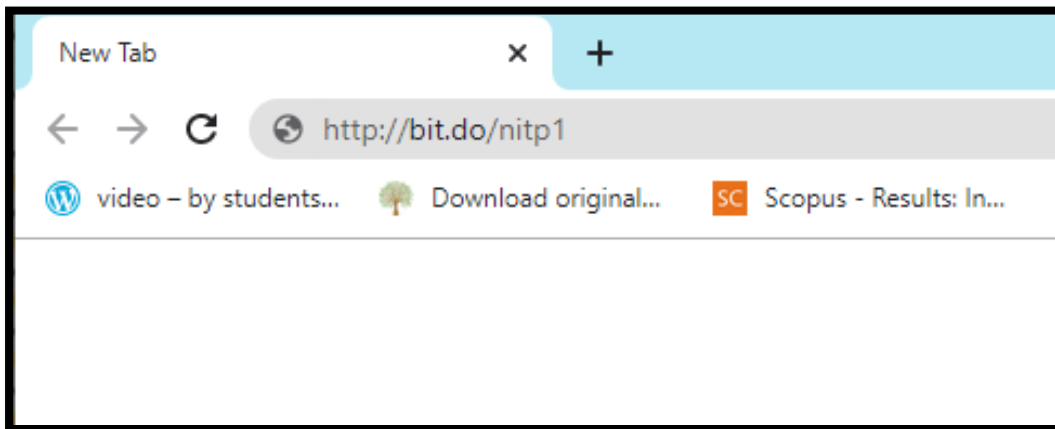 New Tab
http://bit.do/nitp1
video – by students... Download original... SC Scopus - Results: In...